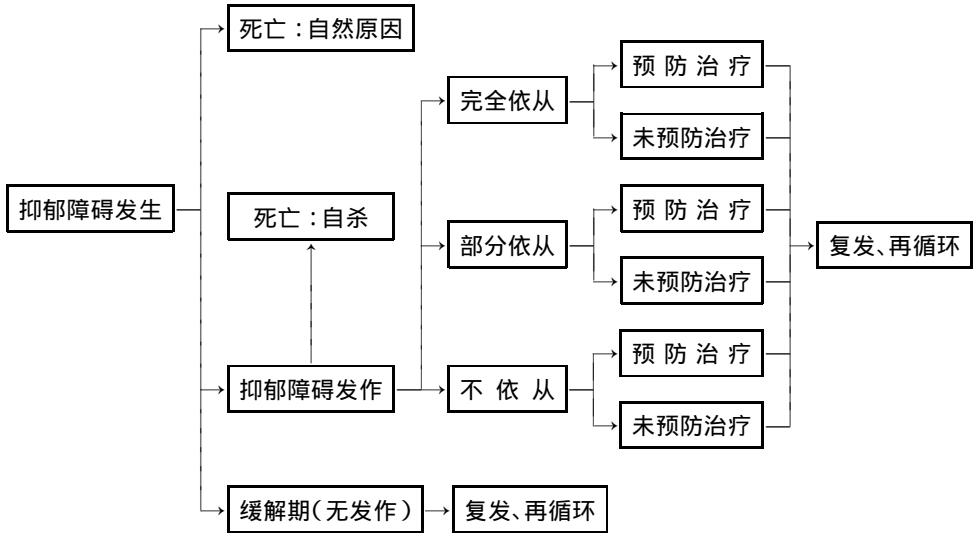 死亡：自然原因
预防治疗
完全依从
未预防治疗
抑郁障碍发生
死亡：自杀
预防治疗
部分依从
复发、再循环
未预防治疗
预防治疗
抑郁障碍发作
不依从
未预防治疗
缓解期（无发作）
复发、再循环